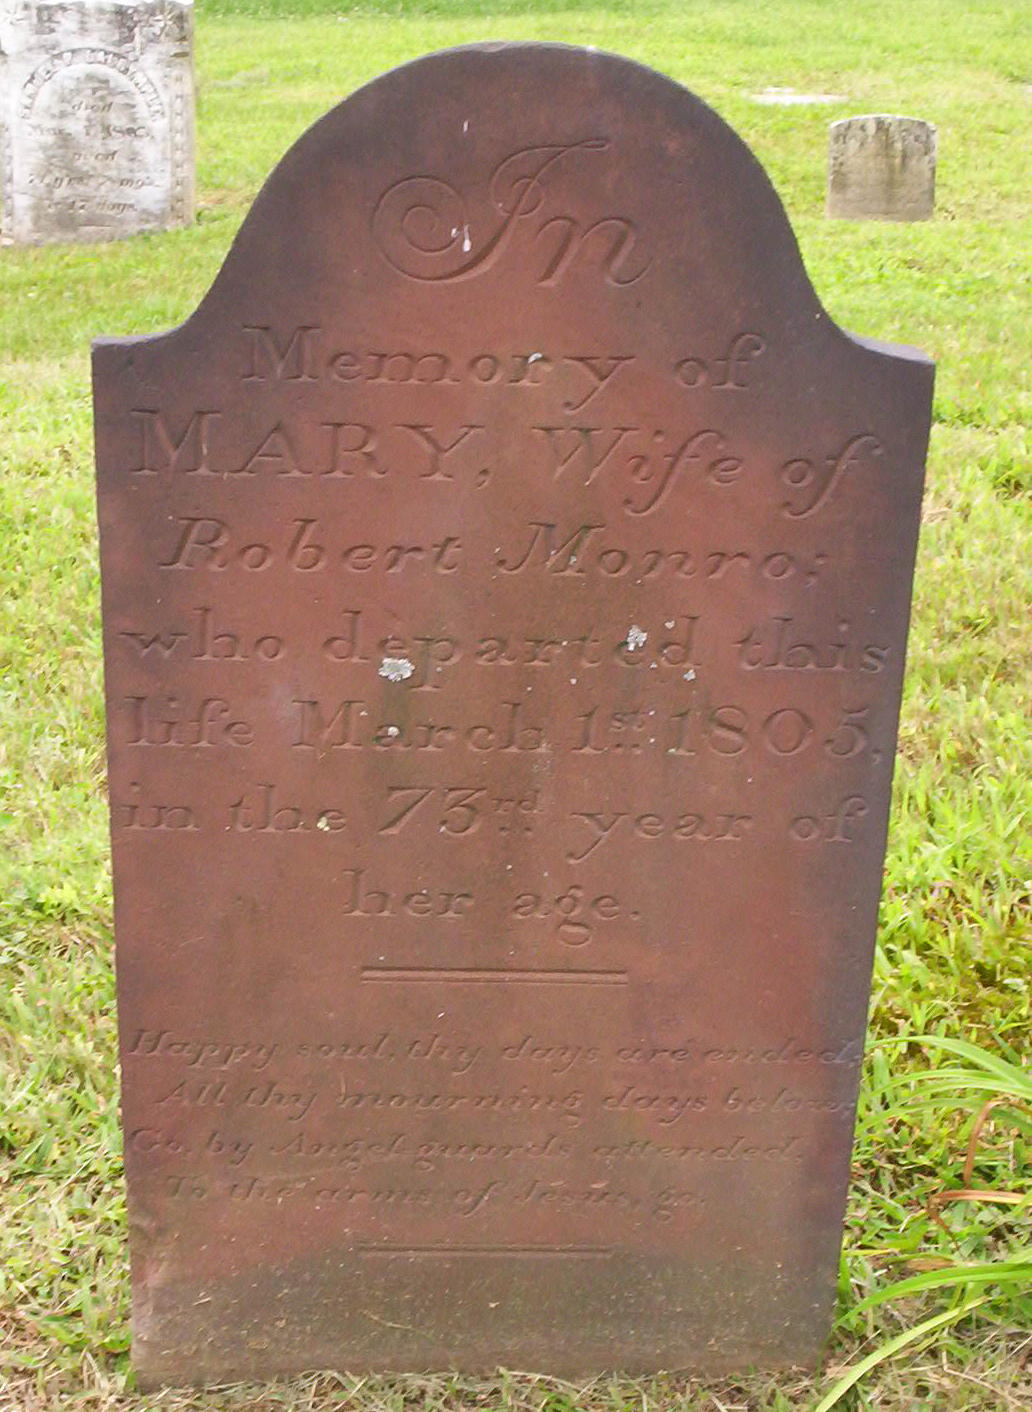 In
Memory of
MARY, Wife of
Robert Monro;
who departed this
life March 1st. 1805,
in the 73rd. year of
her age.
Happy soul, thy days are ended,
All thy mourning days below;
Go, by Angel guards attended,
To the arms of Jesus, go.
died